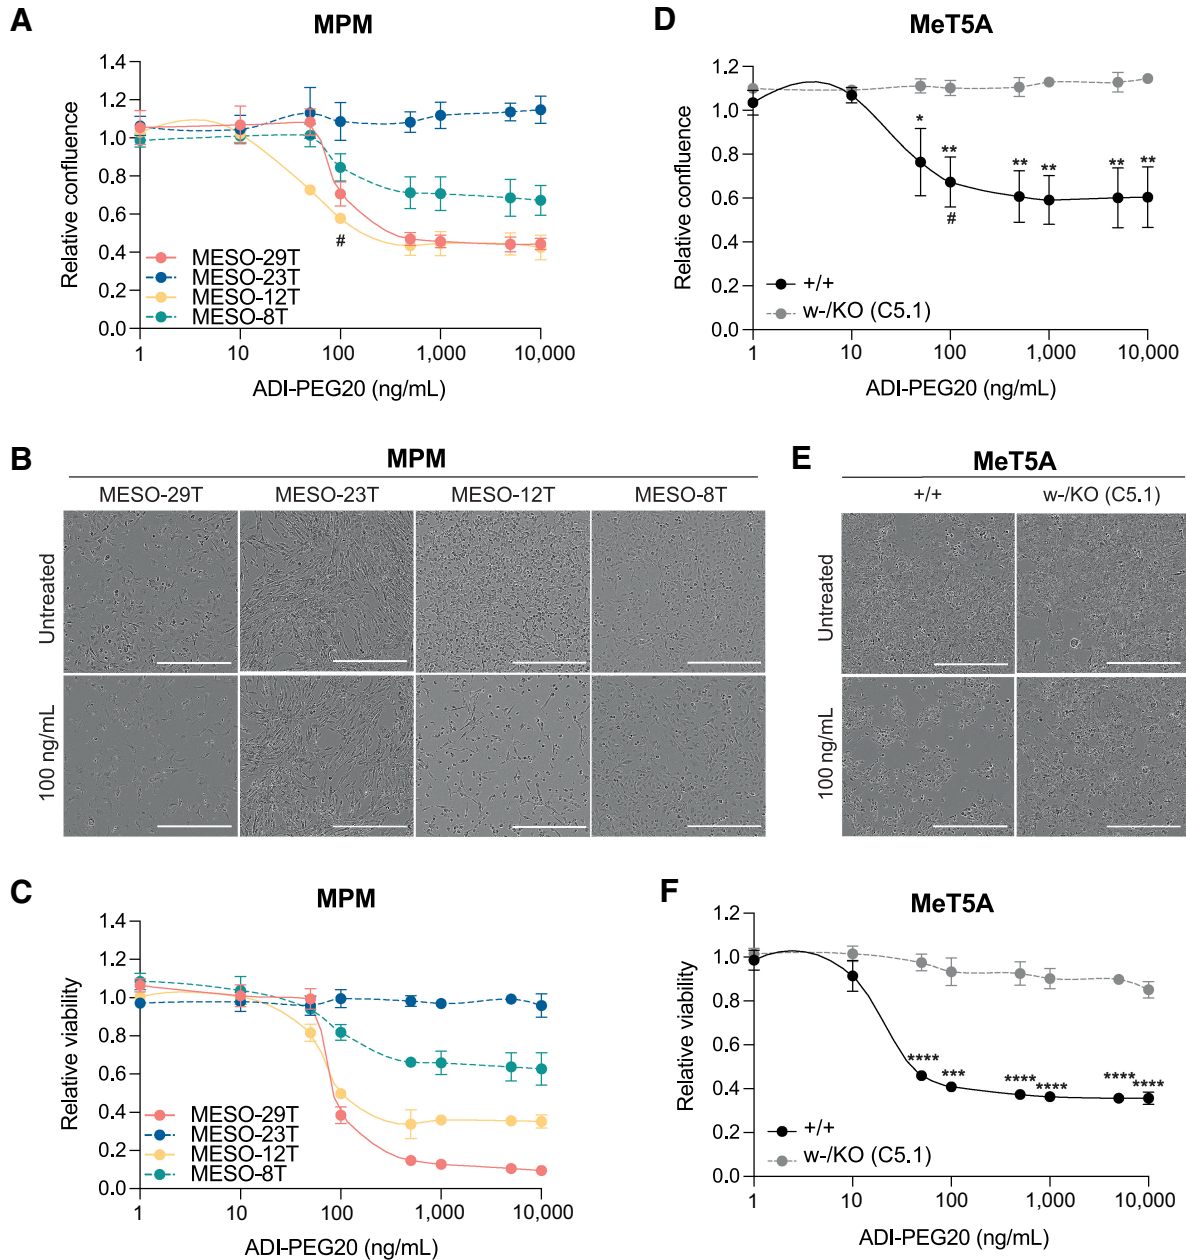 A
MPM
1.4
1.2
1.0
0.8
0.6
0.4
0.2
0.0
Relative confluence
#
MESO-29T
MESO-23T
MESO-12T
MESO-8T
1 10 100 1,000 10,000
ADI-PEG20 (ng/mL)
D
MeT5A
1.2
1.0
0.8
0.6
0.4
0.2
0.0
Relative confluence
* ** ** ** ** **
#
+/+
w-/KO (C5.1)
1 10 100 1,000 10,000
ADI-PEG20 (ng/mL)
B
MPM
MESO-29T MESO-23T MESO-12T MESO-8T
Untreated
100 ng/mL
E
MeT5A
+/+ w-/KO (C5.1)
Untreated
100 ng/mL
C
MPM
1.4
1.2
1.0
0.8
0.6
0.4
0.2
0.0
Relative viability
MESO-29T
MESO-23T
MESO-12T
MESO-8T
1 10 100 1,000 10,000
ADI-PEG20 (ng/mL)
F
MeT5A
1.2
1.0
0.8
0.6
0.4
0.2
0.0
Relative viability
**** *** **** **** **** ****
+/+
w-/KO (C5.1)
1 10 100 1,000 10,000
ADI-PEG20 (ng/mL)